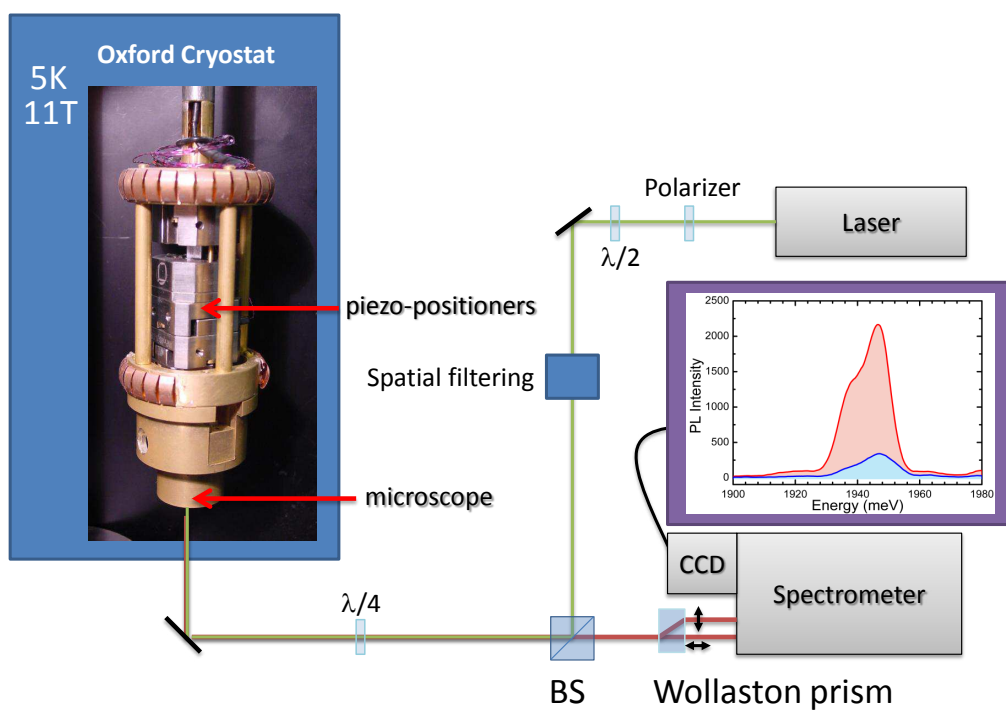 Oxford Cryostat
5K
11T
Polarizer
Laser
λ/2
piezo-positioners
Spatial filtering
microscope
2500
2000
1500
1000
500
0
PL Intensity
1900 1920 1940 1960 1980
Energy (meV)
CCD
Spectrometer
λ/4
BS
Wollaston prism